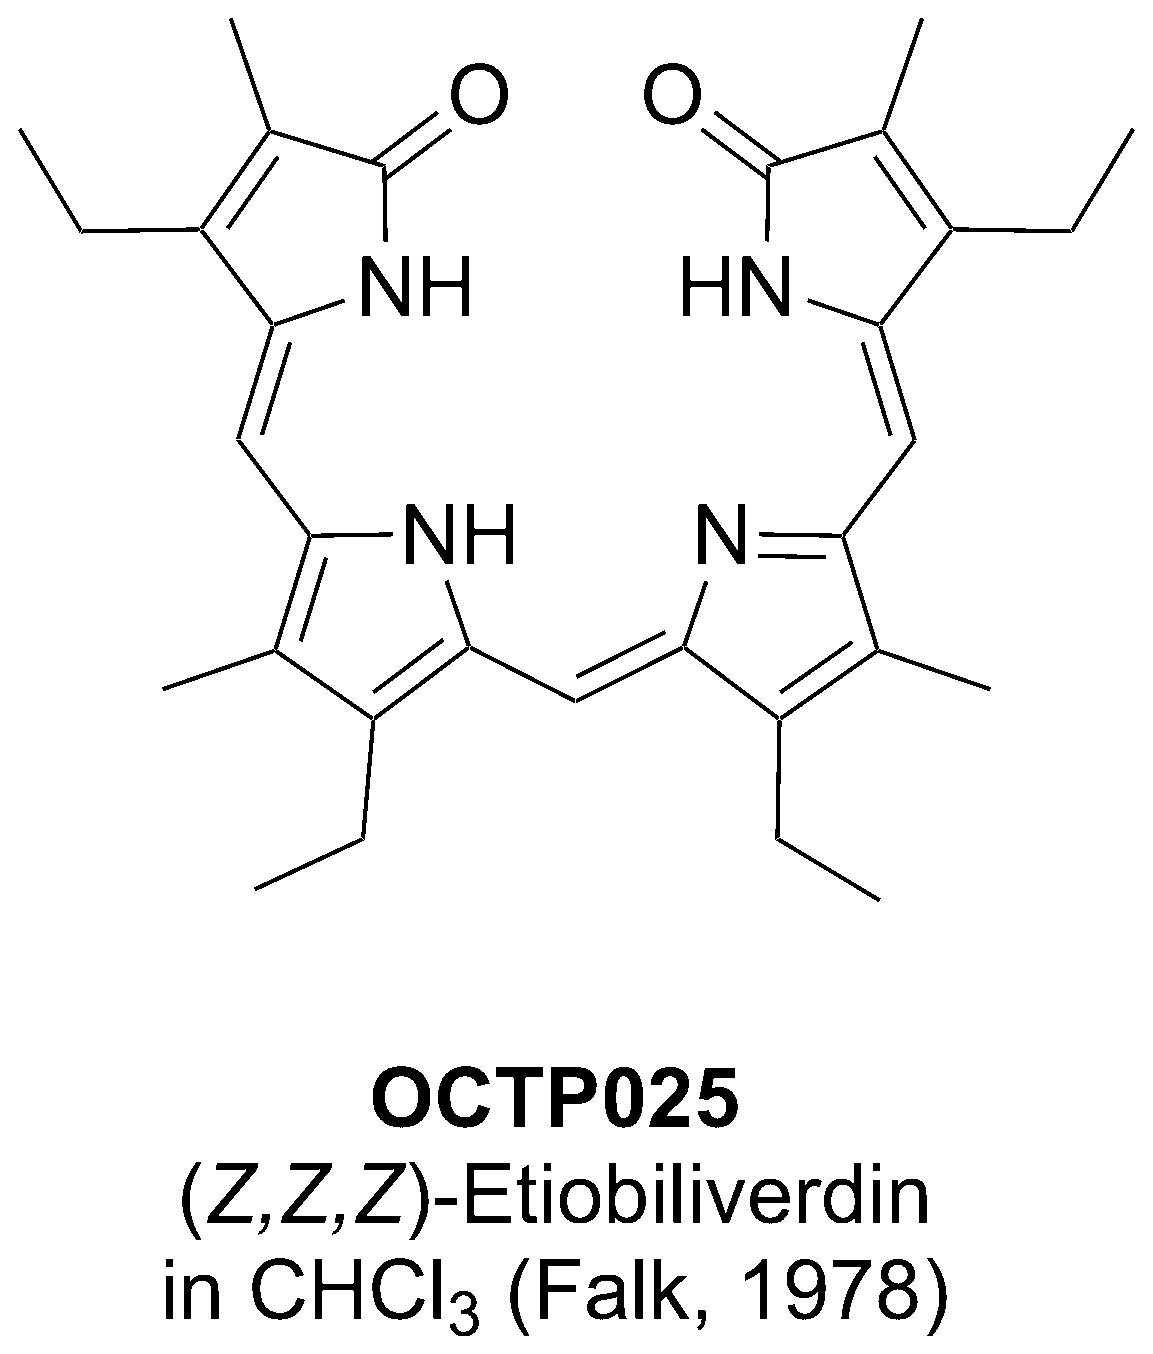 O O
NH HN
NH N
OCTP025
(Z,Z,Z)-Etiobiliverdin
in CHCl3 (Falk, 1978)